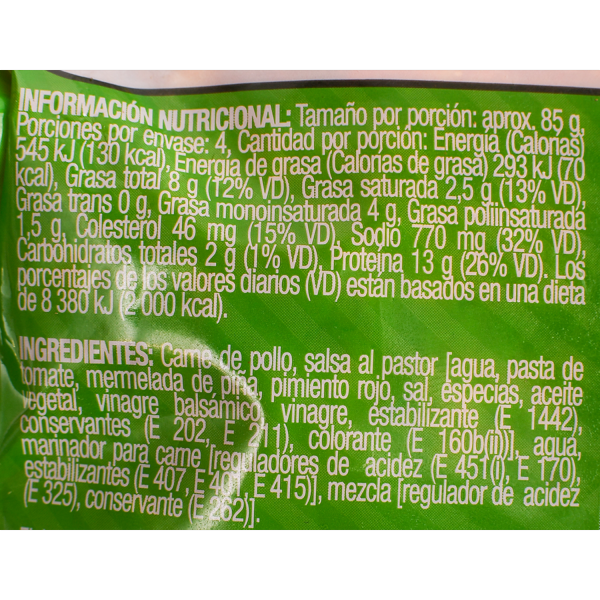 INFORMACIÓN NUTRICIONAL: Tamaño por porción: aprox. 85 g,
Porciones por envase: 4, Cantidad por porción: Energía (Calorías)
545 kJ (130 kcal), Energía de grasa (Calorias de grasa) 293 kJ (70
kcal), Grasa total 8 g (12% VD), Grasa saturada 2,5 g (13% VD),
Grasa trans 0 g, Grasa monoinsaturada 4 g, Grasa poliinsaturada
1,5 g, Colesterol 46 mg (15% VD), Sodio 770 mg (32% VD),
Carbohidratos totales 2 g (1% VD), Proteína 13 g (26% VD). Los
porcentajes de los valores diarios (VD) están basados en una dieta
de 8 380 kJ (2 000 kcal).
INGREDIENTES: Carne de pollo, salsa al pastor [agua, pasta de
tomate, mermelada de piña, pimiento rojo, sal, especias, aceite
vegetal, vinagre balsámico, vinagre, estabilizante (E 1442),
conservantes (E 202, E 11), colorante (E 160b(ii))], agua,
marinador para carne [reguladores de acidez (E 451(i), E 170),
estabilizantes (E 407, E 401, E 415)], mezcla [regulador de acidez
(E 325), conservante (E 262)].